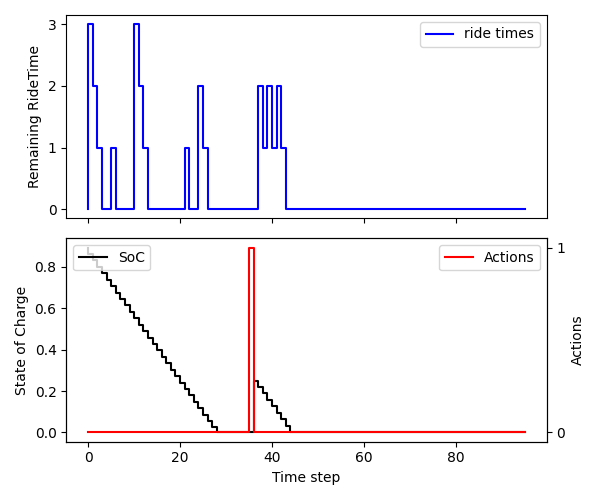 3
2
1
0
Remaining RideTime
ride times
0.8
0.6
0.4
0.2
0.0
State of Charge
SoC
Actions
1
0
Actions
0 20 40 60 80
Time step